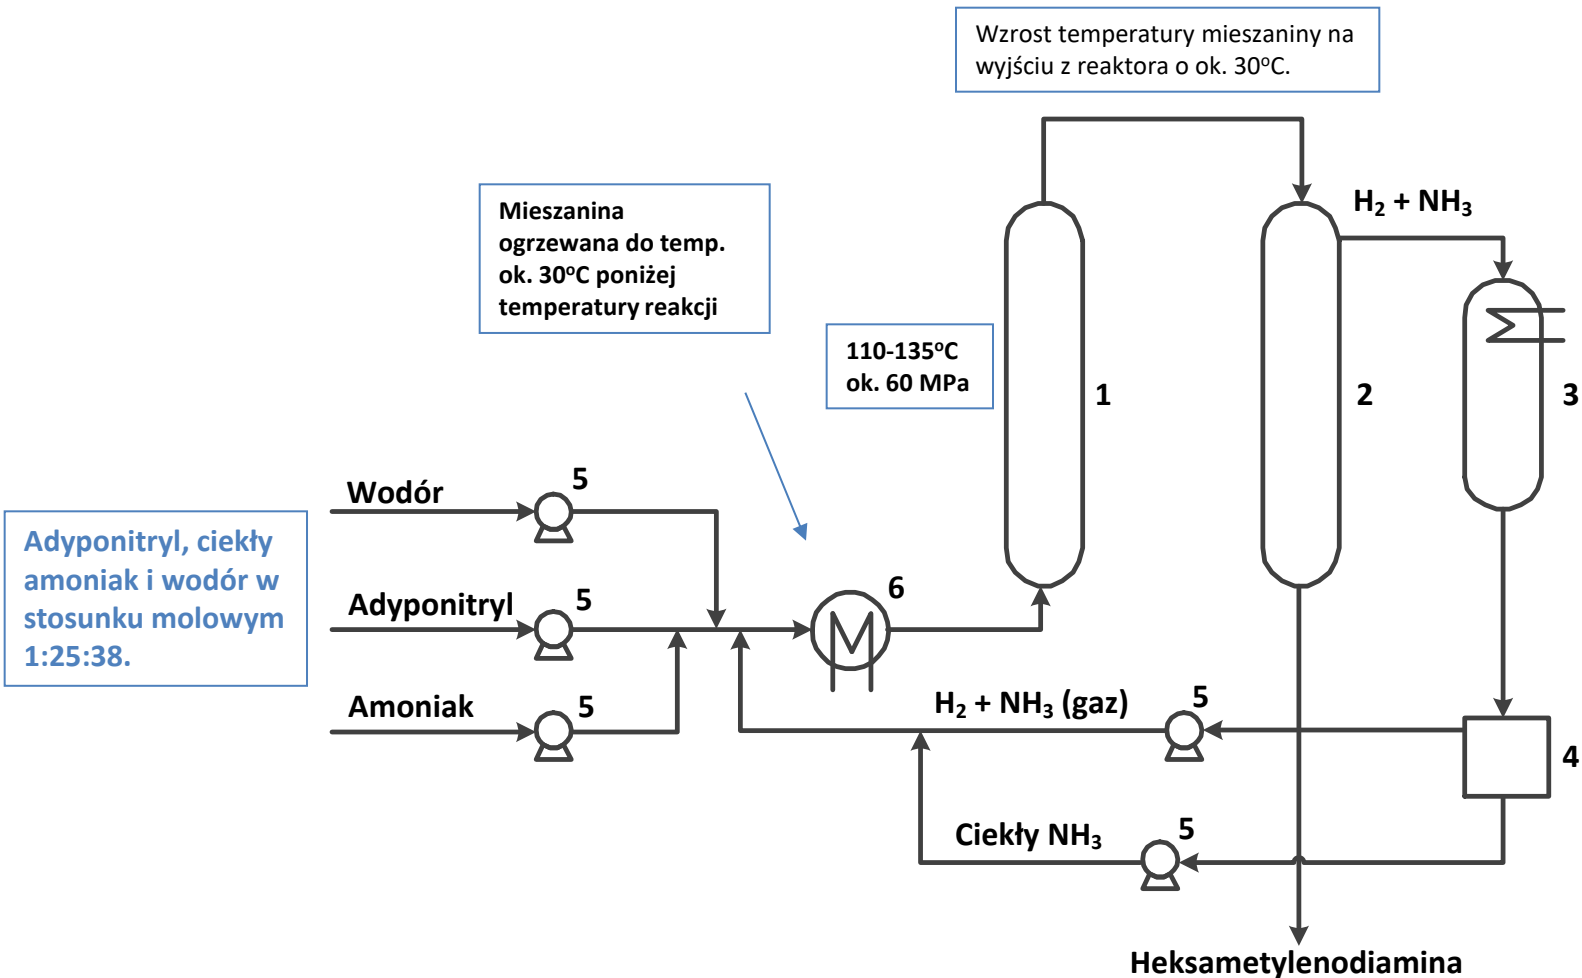 Wzrost temperatury mieszaniny na
wyjściu z reaktora o ok. 30°C.
H₂ + NH₃
Mieszanina
ogrzewana do temp.
ok. 30°C poniżej
temperatury reakcji
110-135°C
ok. 60 MPa
1
2
3
Wodór
5
Adyponitryl, ciekły
amoniak i wodór w
stosunku molowym
1:25:38.
Adyponitryl
5
6
Amoniak
5
H₂ + NH₃ (gaz)
5
4
Ciekły NH₃
5
Heksametylenodiamina